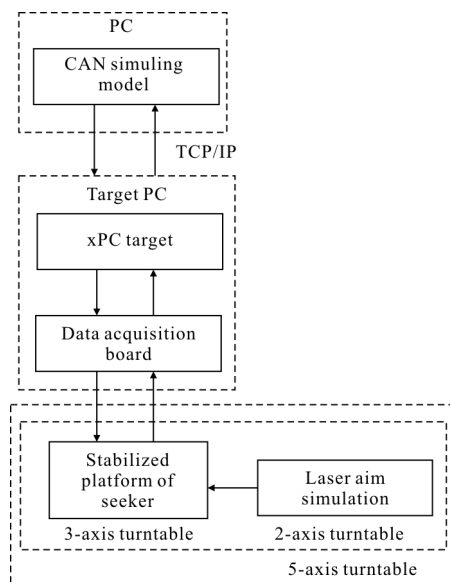 PC
CAN simuling
model
TCP/IP
Target PC
xPC target
Data acquisition
board
Stabilized
platform of
seeker
Laser aim
simulation
3-axis turntable
2-axis turntable
5-axis turntable